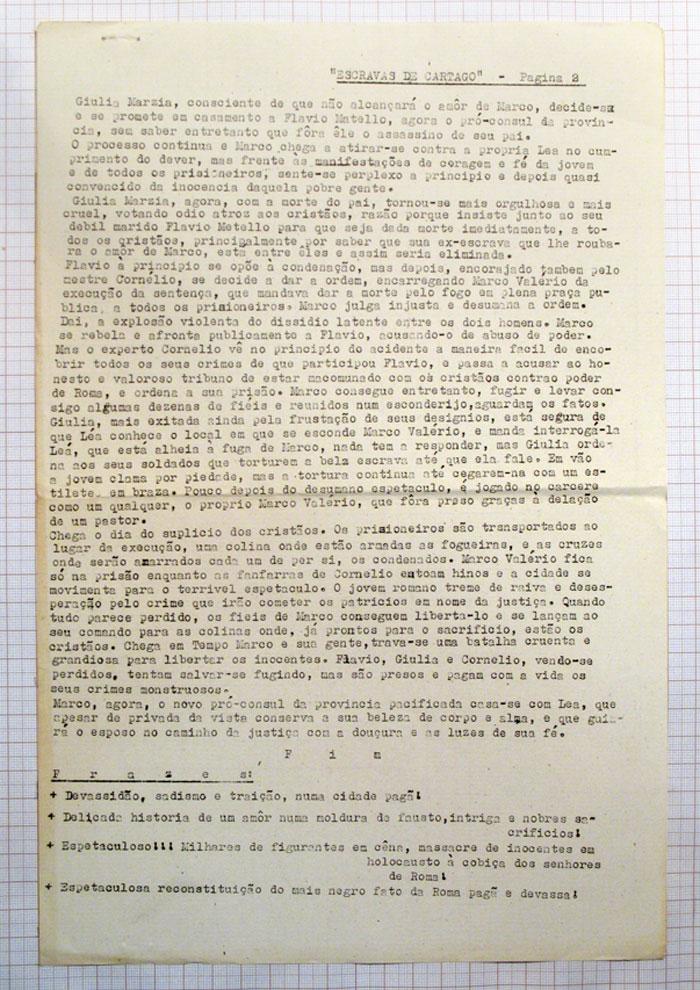 "ESCRAVAS DE CARTAGO" - Pagina 2
Giulia Marzia, consciente de que não alcançará o amôr de Marco, decide-sa
e se promete em casamento a Flavio Matello, agora o pró-consul da provín-
cia, sem saber entretanto que fôra êle o assassino de seu pai.
O processo continua e Marco chega a atirar-se contra a propria Lea no cum-
primento do dever, mas frente às manifestações de coragem e fé da jovem
e de todos os prisioneiros, sente-se perplexo a principio e depois quasi
convencido da inocencia daquela pobre gente.
Giulia Marzia, agora, com a morte do pai, tornou-se mais orgulhosa e mais
cruel, votando odio atroz aos cristãos, razão porque insiste junto ao seu
debil marido Flavio Metello para que seja dada morte imediatamente, a to-
dos os qristãos, principalmente por saber que sua ex-escrava que lhe rouba-
ra o amôr de Marco, está entre êles e assim seria eliminada.
Flavio à principio se opõe à condenação, mas depois, encorajado tambem pelo
mestre Cornélio, se decide a dar a ordem, encarregando Marco Valério da
execução da sentença, que mandava dar a morte pelo fogo em plena praça pu-
blica, a todos os prisioneiros. Marco julga injusta e desumana a ordem.
Daí, a explosão violenta do dissidio latente entre os dois homens. Marco
se rebela e afronta publicamente a Flavio, acusando-o de abuso de poder.
Mas o experto Cornelio vê no principio do acidente a maneira facil de enco-
brir todos os seus crimes de que participou Flavio, e passa a acusar ao ho-
nesto e valoroso tribuno de estar macomunado com os cristãos contrao poder
de Roma, e ordena a sua prisão. Marco consegue entretanto, fugir e levar con-
sigo algumas dezenas de fiéis e reunidos num esconderijo,aguardam os fatos.
Giulia, mais exitada ainda pela frustação de seus designios, está segura de
que Léa conhece o local em que se esconde Marco Valério, e manda interrogá-la
Leá, que está alheia à fuga de Marco, nada tem a responder, mas Giulia orde-
na aos seus soldados que torturem a bela escrava até que ela fale. Em vão
a jovem clama por piedade, mas a tortura continua até cegarem-na com um es-
tilete, em braza. Pouco depois do desumano espetaculo, é jogado no carcere
como um qualquer, o proprio Marco Valério, que fôra preso graças à delação
de um pastor.
Chega o dia do suplicio dos cristãos. Os prisioneiros são transportados ao
lugar da execução, uma colina onde estão armadas as fogueiras, e as cruzes
onde serão amarrados cada um de per si, os condenados. Marco Valério fica
só na prisão enquanto as fanfarras de Cornelio entoam hinos e a cidade se
movimenta para o terrivel espetaculo. O jovem romano treme de raiva e deses-
peração pelo crime que irão cometer os patricios em nome da justiça. Quando
tudo parece perdido, os fieis de Marco conseguem liberta-lo e se lançam ao
seu comando para as colinas onde, já prontos para o sacrificio, estão os
cristãos. Chega em Tempo Marco e sua gente,trava-se uma batalha cruenta e
grandiosa para libertar os inocentes. Flavio, Giulia e Cornelio, vendo-se
perdidos, tentam salvar-se fugindo, mas são presos e pagam com a vida os
seus crimes monstruosos.
Marco, agora, o novo pró-consul da provincia pacificada casa-se com Lea, que
apesar de privada da vista conserva a sua beleza de corpo e alma, e que guia-
rá o esposo no caminho da justiça com a douçura e as luzes de sua fé.
F i m
F r a z e s:
+ Devassidão, sadismo e traição, numa cidade pagã!
+ Deliçada historia de um amôr numa moldura de fausto,intriga e nobres sa-
crificios!
+ Espetaculoso!!! Milhares de figurantes em cêna, massacre de inocentes em
holocausto à cobiça dos senhores
de Roma!
+ Espetaculosa reconstituição do mais negro fato da Roma pagã e devassa!